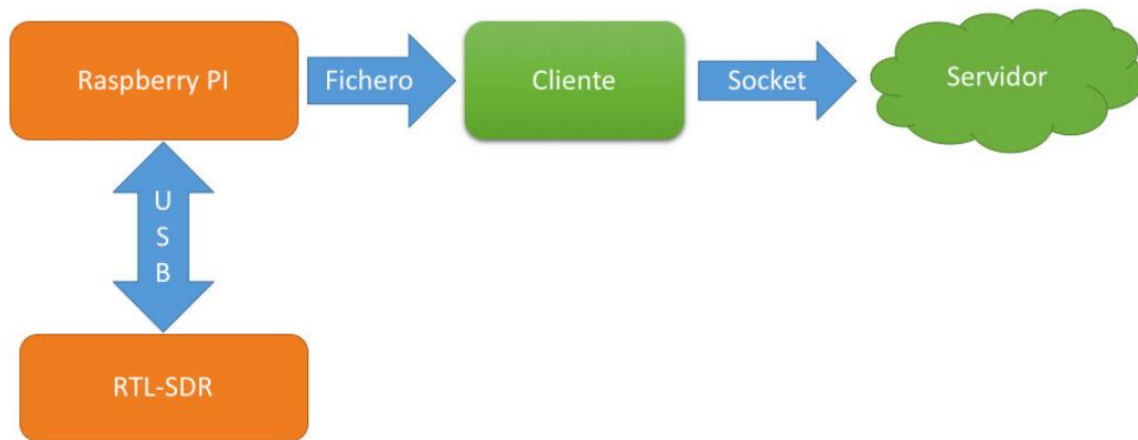 Raspberry PI
Fichero
Cliente
Socket
Servidor
U
S
B
RTL-SDR